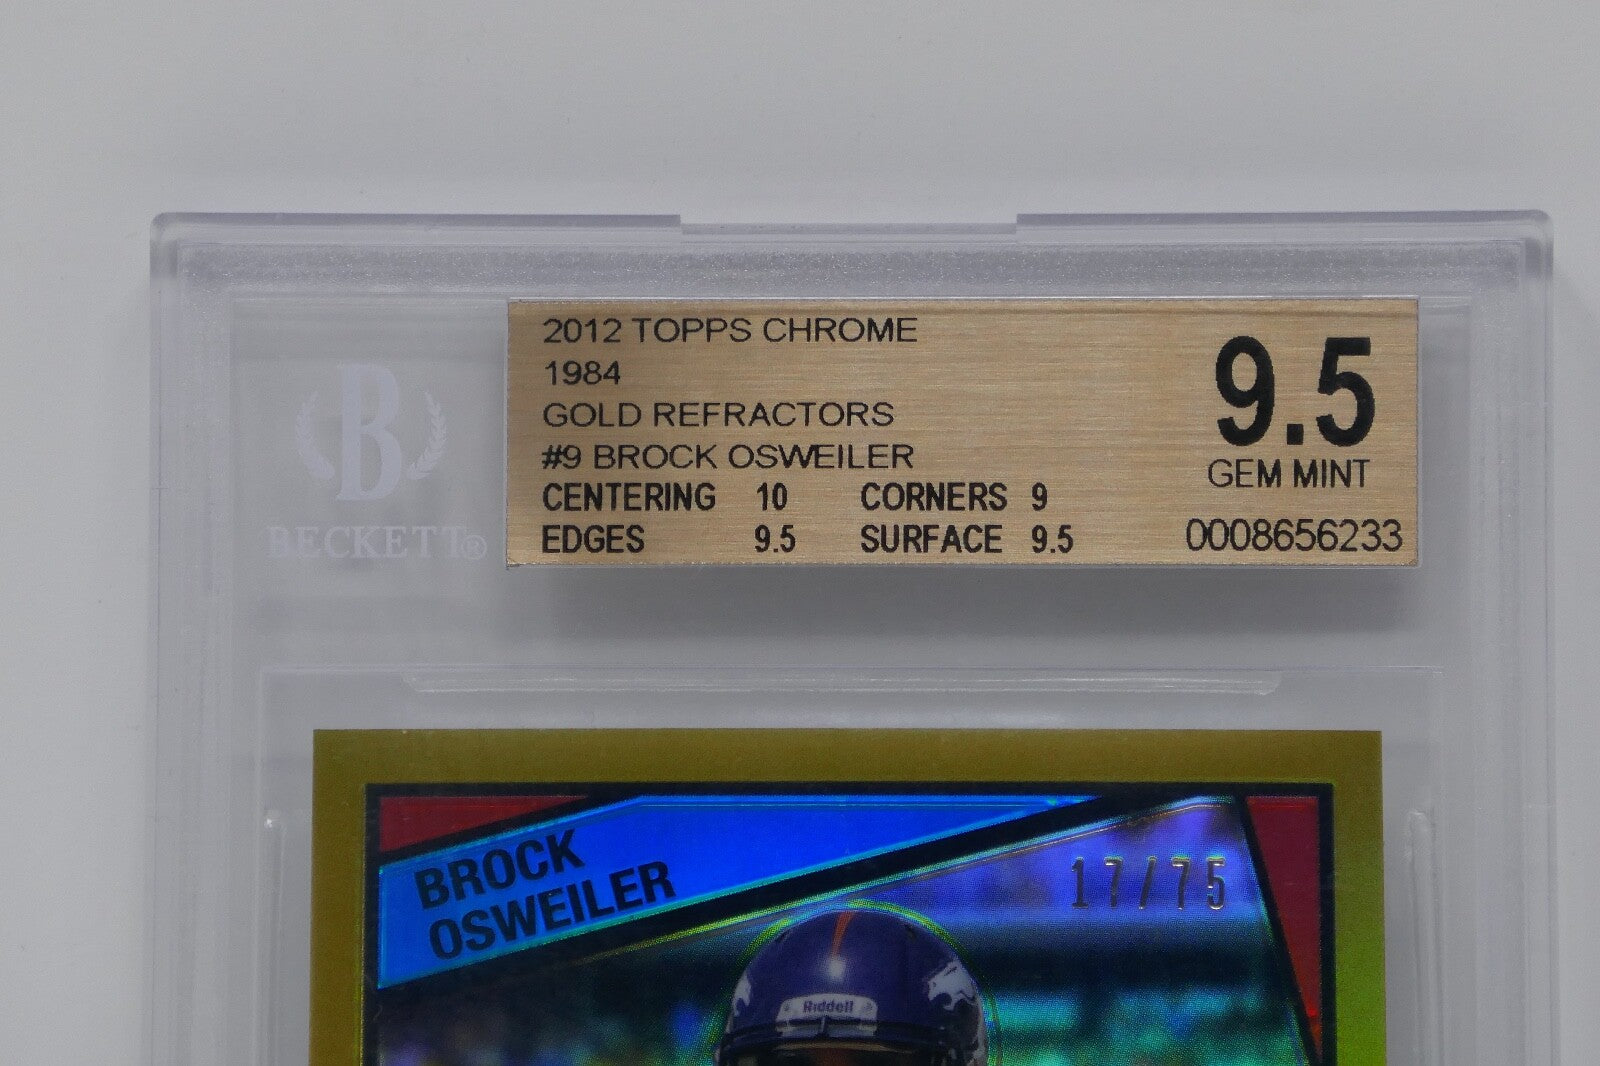 2012 TOPPS CHROME
1984
GOLD REFRACTORS
#9 BROCK OSWEILER
CENTERING 10 CORNERS 9
EDGES 9.5 SURFACE 9.5
9.5
GEM MINT
0008656233
B
BECKETT®
BROCK
OSWEILER
17/75
Riddell